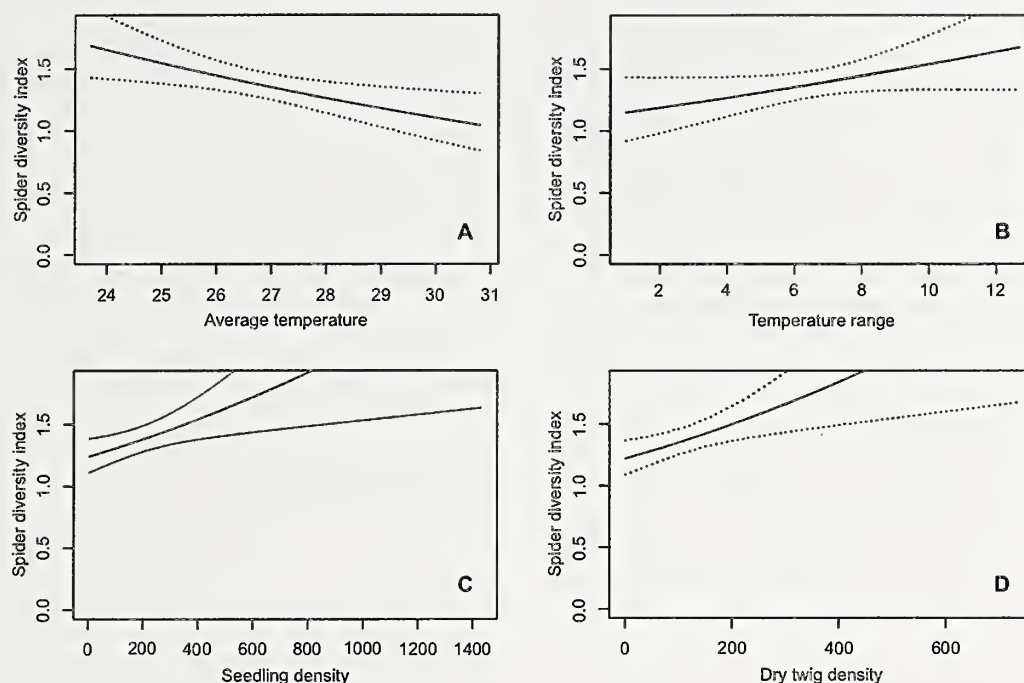 Spider diversity index
0.0 0.5 1.0 1.5
A
24 25 26 27 28 29 30 31
Average temperature
Spider diversity index
0.0 0.5 1.0 1.5
B
2 4 6 8 10 12
Temperature range
Spider diversity index
0.0 0.5 1.0 1.5
C
0 200 400 600 800 1000 1200 1400
Seedling density
Spider diversity index
0.0 0.5 1.0 1.5
D
0 200 400 600
Dry twig density